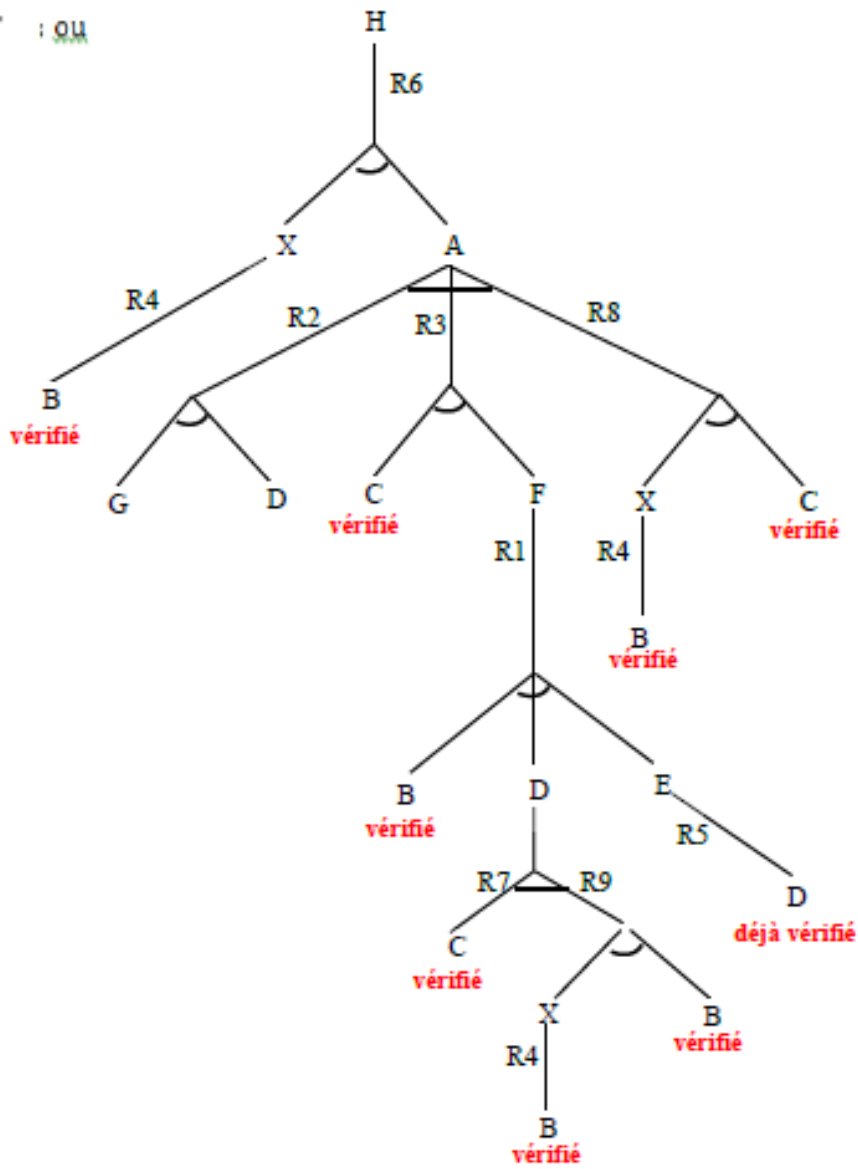 : ou
H
R6
X A
R4 R2 R3 R8
B
vérifié
G D C F X C
vérifié vérifié
R1 R4
B
vérifié
B D E
vérifié
R5
R7 R9 D
déjà vérifié
C
vérifié
X B
vérifié
R4
B
vérifié